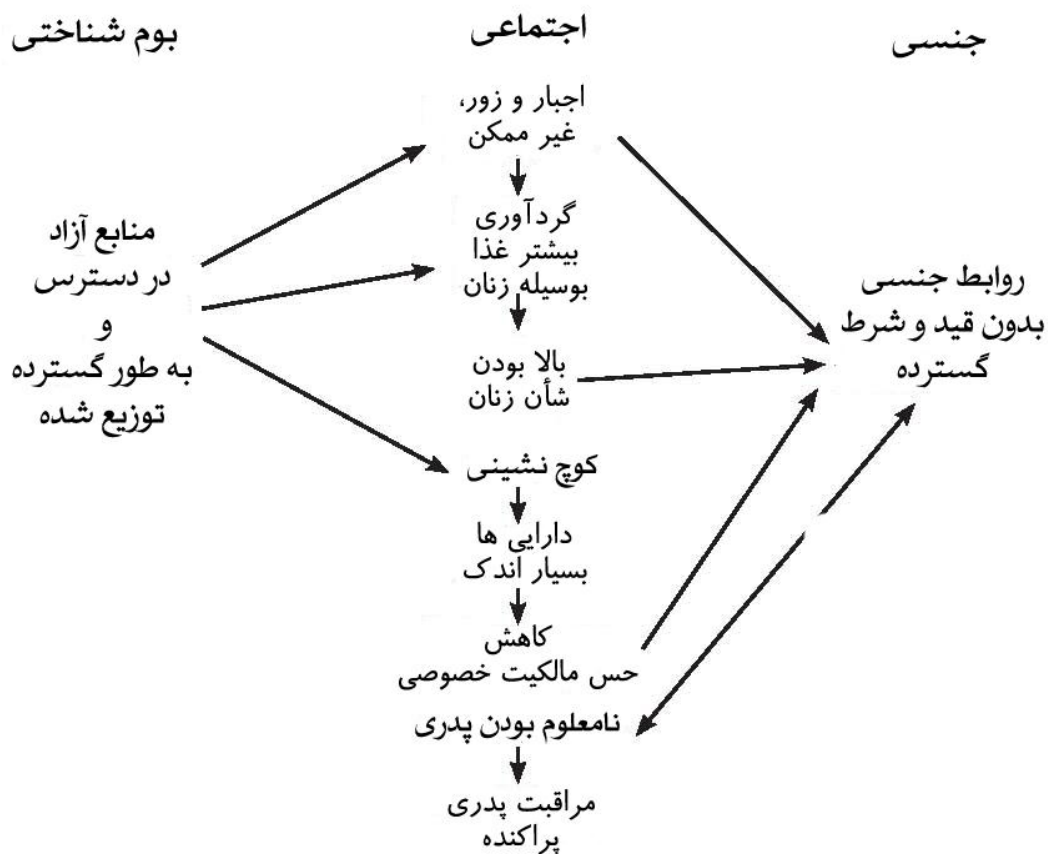 بوم شناختی
اجتماعی
جنسی
منابع آزاد
در دسترس
و
به طور گسترده
توزیع شده
اجبار و زور،
غیر ممکن
گردآوری
بیشتر غذا
بوسیله زنان
بالا بودن
شأن زنان
کوچ نشینی
دارایی ها
بسیار اندک
کاهش
حس مالکیت خصوصی
نامعلوم بودن پدری
مراقبت پدری
پراکنده
روابط جنسی
بدون قید و شرط
گسترده